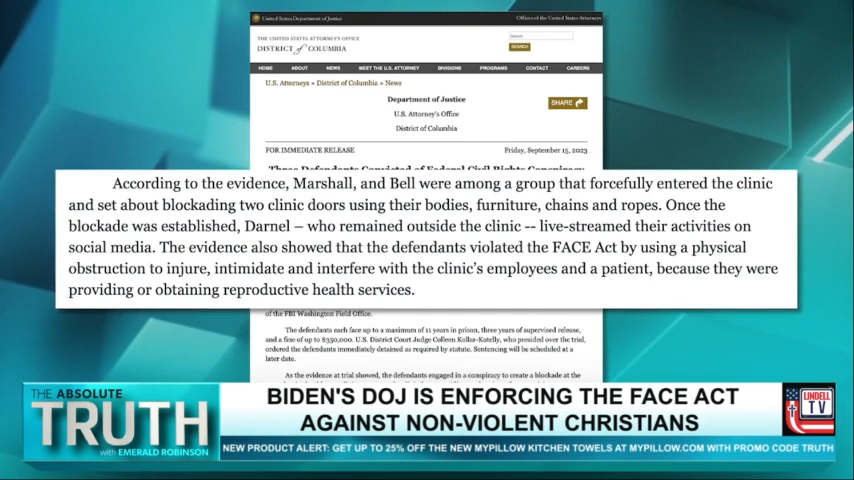 United States Department of Justice
Offices of the United States Attorneys
THE UNITED STATES ATTORNEY'S OFFICE
DISTRICT of COLUMBIA
Search
SEARCH
HOME ABOUT NEWS MEET THE U.S. ATTORNEY DIVISIONS PROGRAMS CONTACT CAREERS
U.S. Attorneys » District of Columbia » News
Department of Justice
SHARE
U.S. Attorney's Office
District of Columbia
FOR IMMEDIATE RELEASE Friday, September 15, 2023
Three Defendants Convicted of Federal Civil Rights Conspiracy
According to the evidence, Marshall, and Bell were among a group that forcefully entered the clinic
and set about blockading two clinic doors using their bodies, furniture, chains and ropes. Once the
blockade was established, Darnel – who remained outside the clinic -- live-streamed their activities on
social media. The evidence also showed that the defendants violated the FACE Act by using a physical
obstruction to injure, intimidate and interfere with the clinic's employees and a patient, because they were
providing or obtaining reproductive health services.
of the FBI Washington Field Office.
The defendants each face up to a maximum of 11 years in prison, three years of supervised release,
and a fine of up to $350,000. U.S. District Court Judge Colleen Kollar-Kotelly, who presided over the trial,
ordered the defendants immediately detained as required by statute. Sentencing will be scheduled at a
later date.
As the evidence at trial showed, the defendants engaged in a conspiracy to create a blockade at the
THE ABSOLUTE
TRUTH
with EMERALD ROBINSON
BIDEN'S DOJ IS ENFORCING THE FACE ACT
AGAINST NON-VIOLENT CHRISTIANS
LINDELL
TV
NEW PRODUCT ALERT: GET UP TO 25% OFF THE NEW MYPILLOW KITCHEN TOWELS AT MYPILLOW.COM WITH PROMO CODE TRUTH